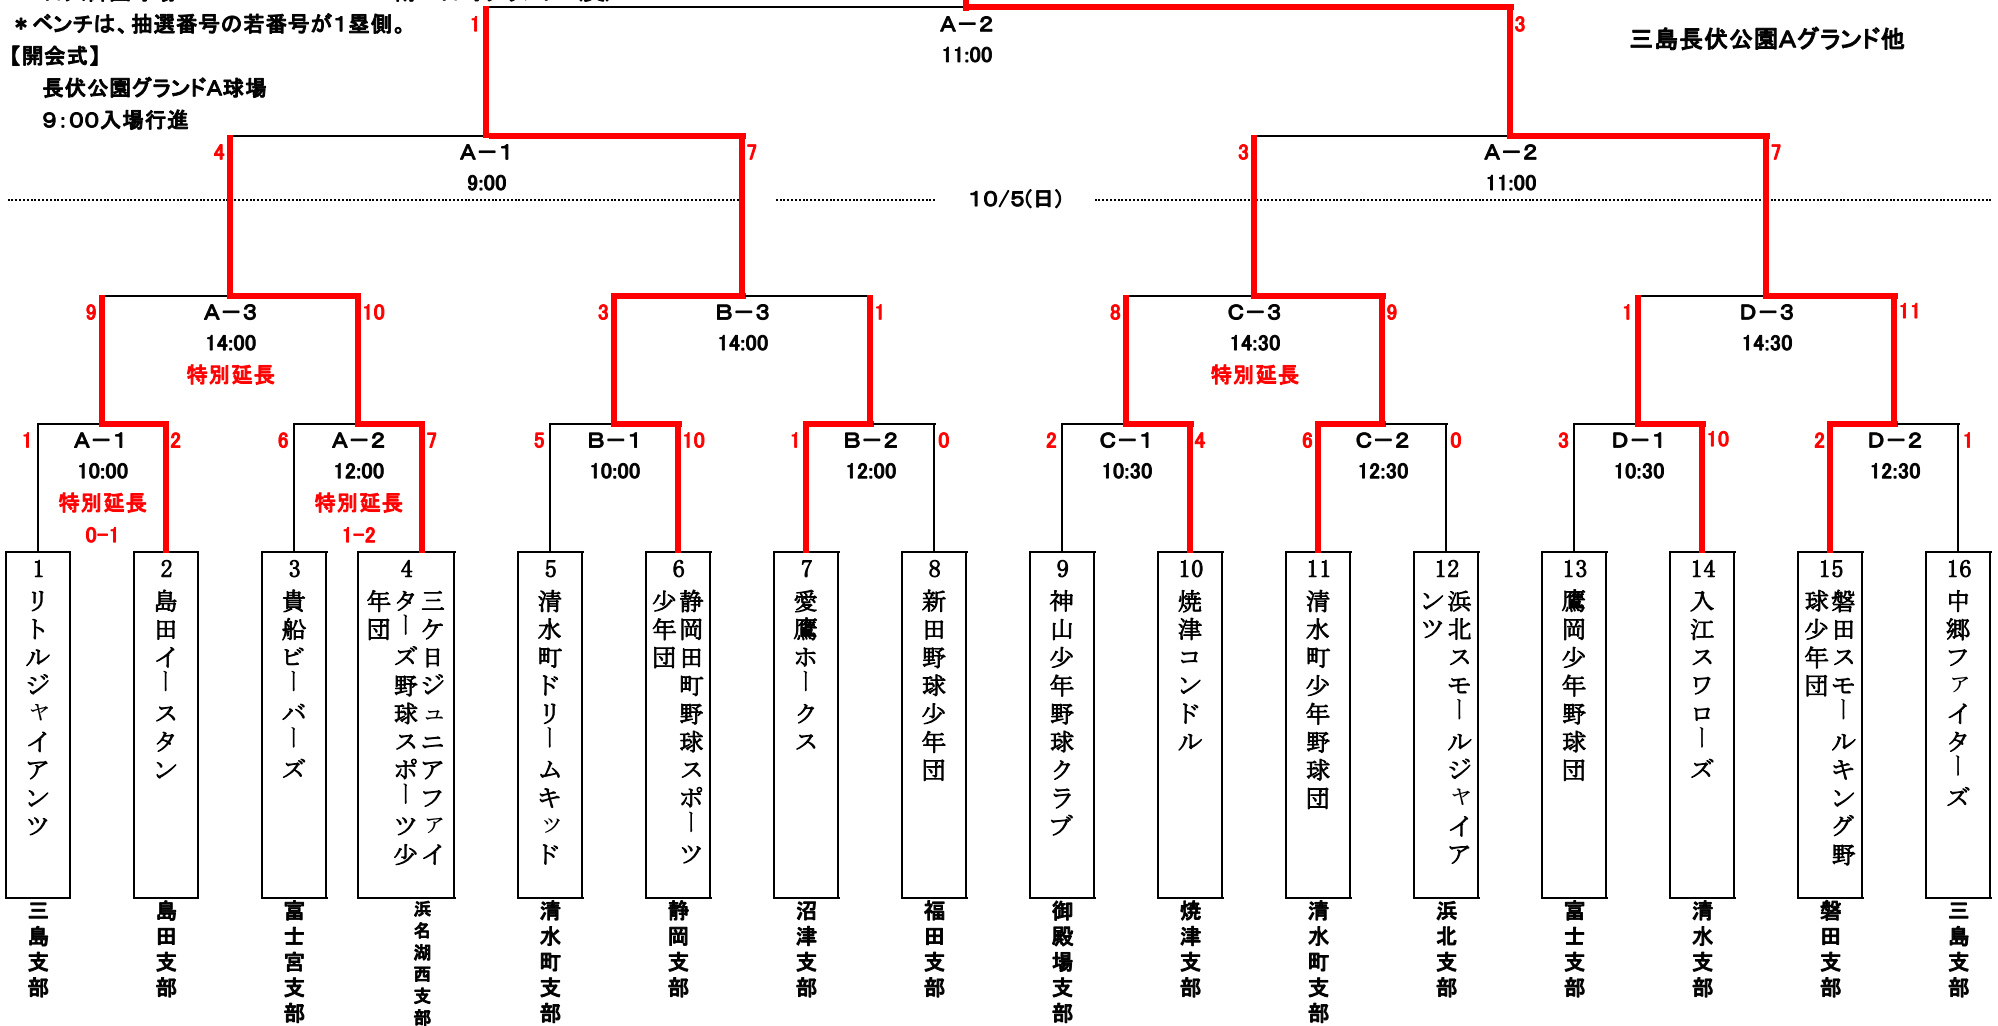 ＊ベンチは、抽選番号の若番号が１塁側。
【開会式】
長伏公園グランドA球場
９：００入場行進
三島長伏公園Aグランド他
1
A－2
3
11:00
4
A－1
7
9:00
3
A－2
7
11:00
10/5(日)
9
A－3
10
14:00
特別延長
3
B－3
1
14:00
8
C－3
9
14:30
特別延長
1
D－3
11
14:30
1
A－1
2
10:00
特別延長
0-1
6
A－2
7
12:00
特別延長
1-2
5
B－1
10
10:00
1
B－2
0
12:00
2
C－1
4
10:30
6
C－2
0
12:30
3
D－1
10
10:30
2
D－2
1
12:30
1
リトルジャイアンツ
三島支部
2
島田イースタン
島田支部
3
貴船ビーバーズ
富士宮支部
4
三ケ日ジュニアファイ
ターズ野球スポーツ少
年団
浜名湖西支部
5
清水町ドリームキッド
清水町支部
6
静岡田町野球スポーツ
少年団
静岡支部
7
愛鷹ホークス
沼津支部
8
新田野球少年団
福田支部
9
神山少年野球クラブ
御殿場支部
10
焼津コンドル
焼津支部
11
清水町少年野球団
清水町支部
12
浜北スモールジャイア
ンツ
浜北支部
13
鷹岡少年野球団
富士支部
14
入江スワローズ
清水支部
15
磐田スモールキング野
球少年団
磐田支部
16
中郷ファイターズ
三島支部